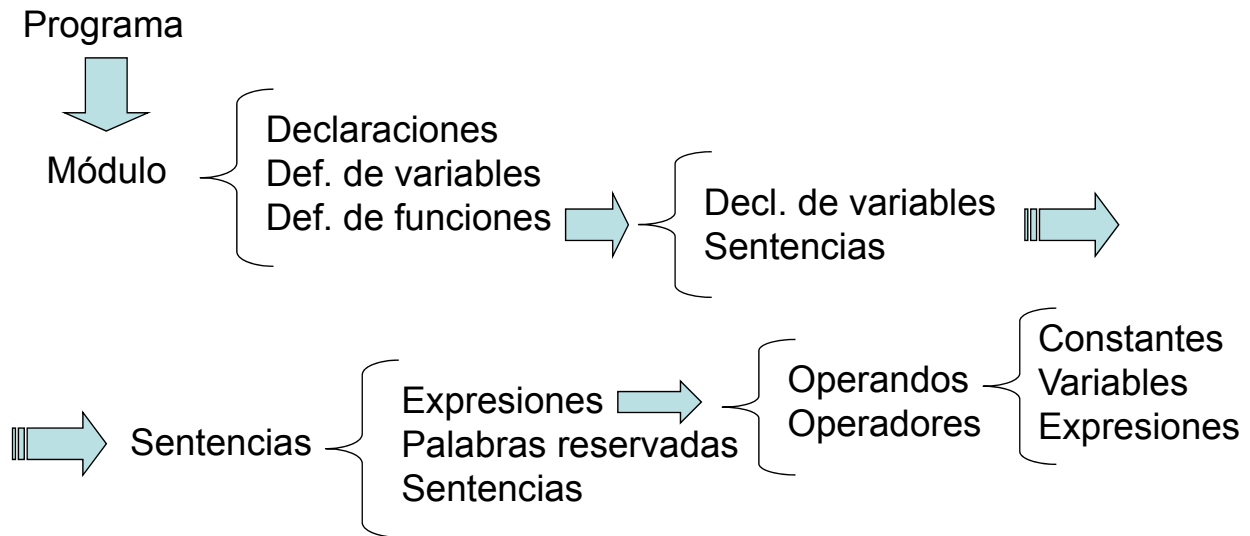 Programa
Módulo
Declaraciones
Def. de variables
Def. de funciones
Decl. de variables
Sentencias
Sentencias
Expresiones
Palabras reservadas
Sentencias
Operandos
Operadores
Constantes
Variables
Expresiones